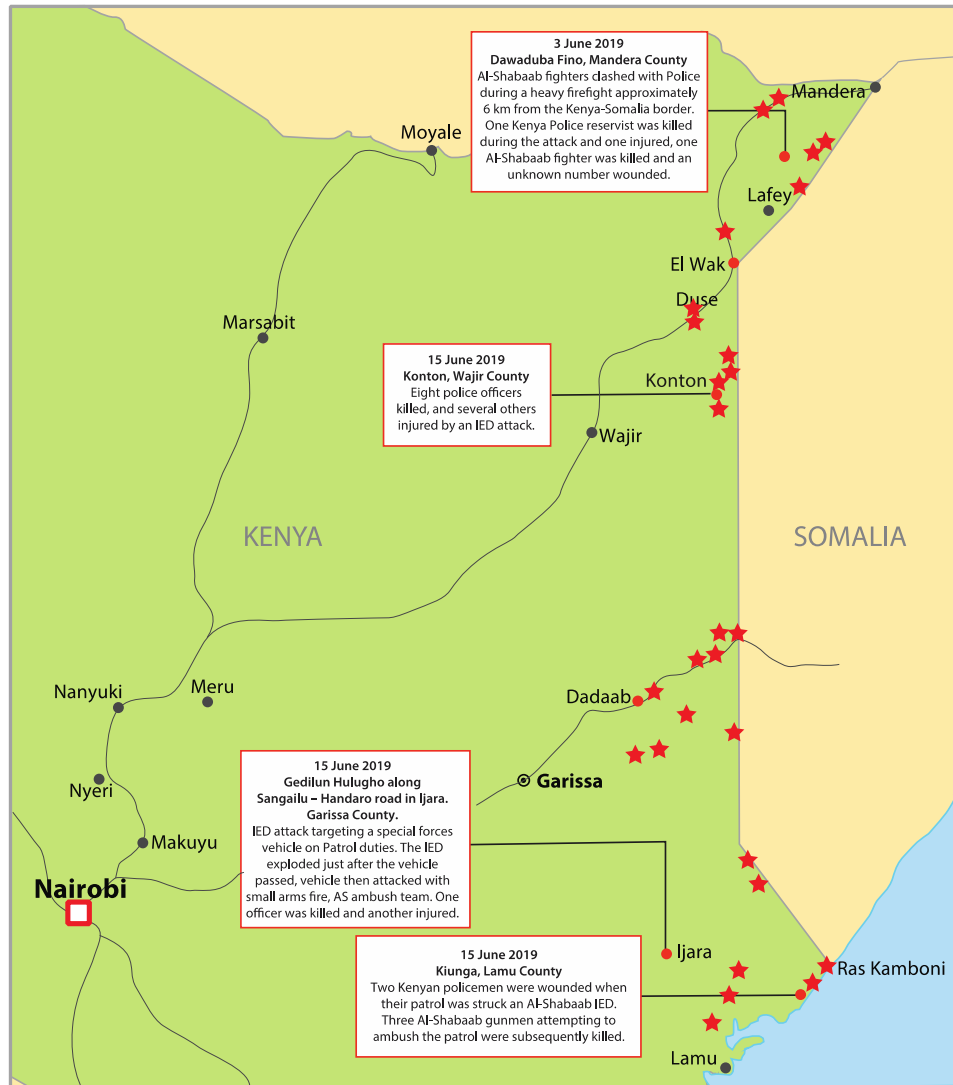 3 June 2019
Dawaduba Fino, Mandera County
Al-Shabaab fighters clashed with Police
during a heavy firefight approximately
6 km from the Kenya-Somalia border.
One Kenya Police reservist was killed
during the attack and one injured, one
Al-Shabaab fighter was killed and an
unknown number wounded.
Mandera
Moyale
Lafey
El Wak
Duse
Marsabit
15 June 2019
Konton, Wajir County
Eight police officers
killed, and several others
injured by an IED attack.
Konton
Wajir
KENYA
SOMALIA
Nanyuki
Meru
Dadaab
Nyeri
Garissa
15 June 2019
Gedilun Hulugho along
Sangailu – Handaro road in Ijara.
Garissa County.
IED attack targeting a special forces
vehicle on Patrol duties. The IED
exploded just after the vehicle
passed, vehicle then attacked with
small arms fire, AS ambush team. One
officer was killed and another injured.
Makuyu
Nairobi
Ijara
Ras Kamboni
15 June 2019
Kiunga, Lamu County
Two Kenyan policemen were wounded when
their patrol was struck an Al-Shabaab IED.
Three Al-Shabaab gunmen attempting to
ambush the patrol were subsequently killed.
Lamu